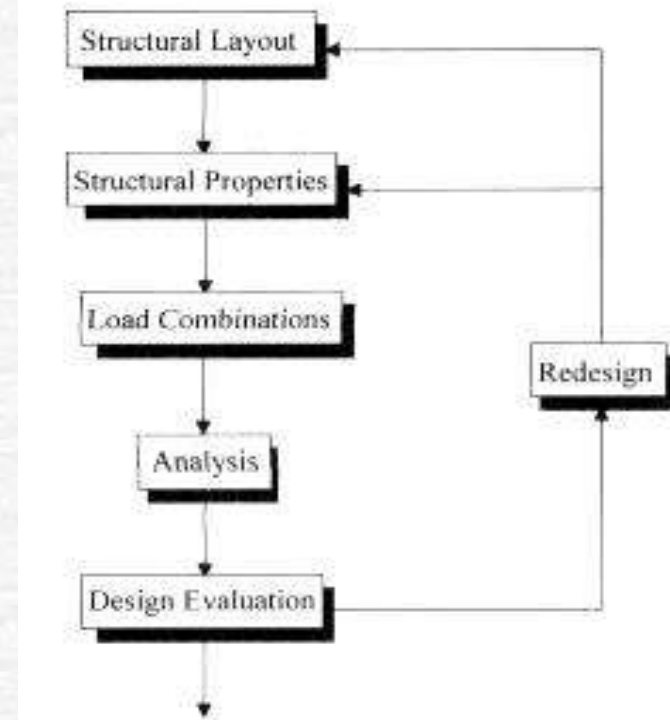 Structural Layout
Structural Properties
Load Combinations
Redesign
Analysis
Design Evaluation